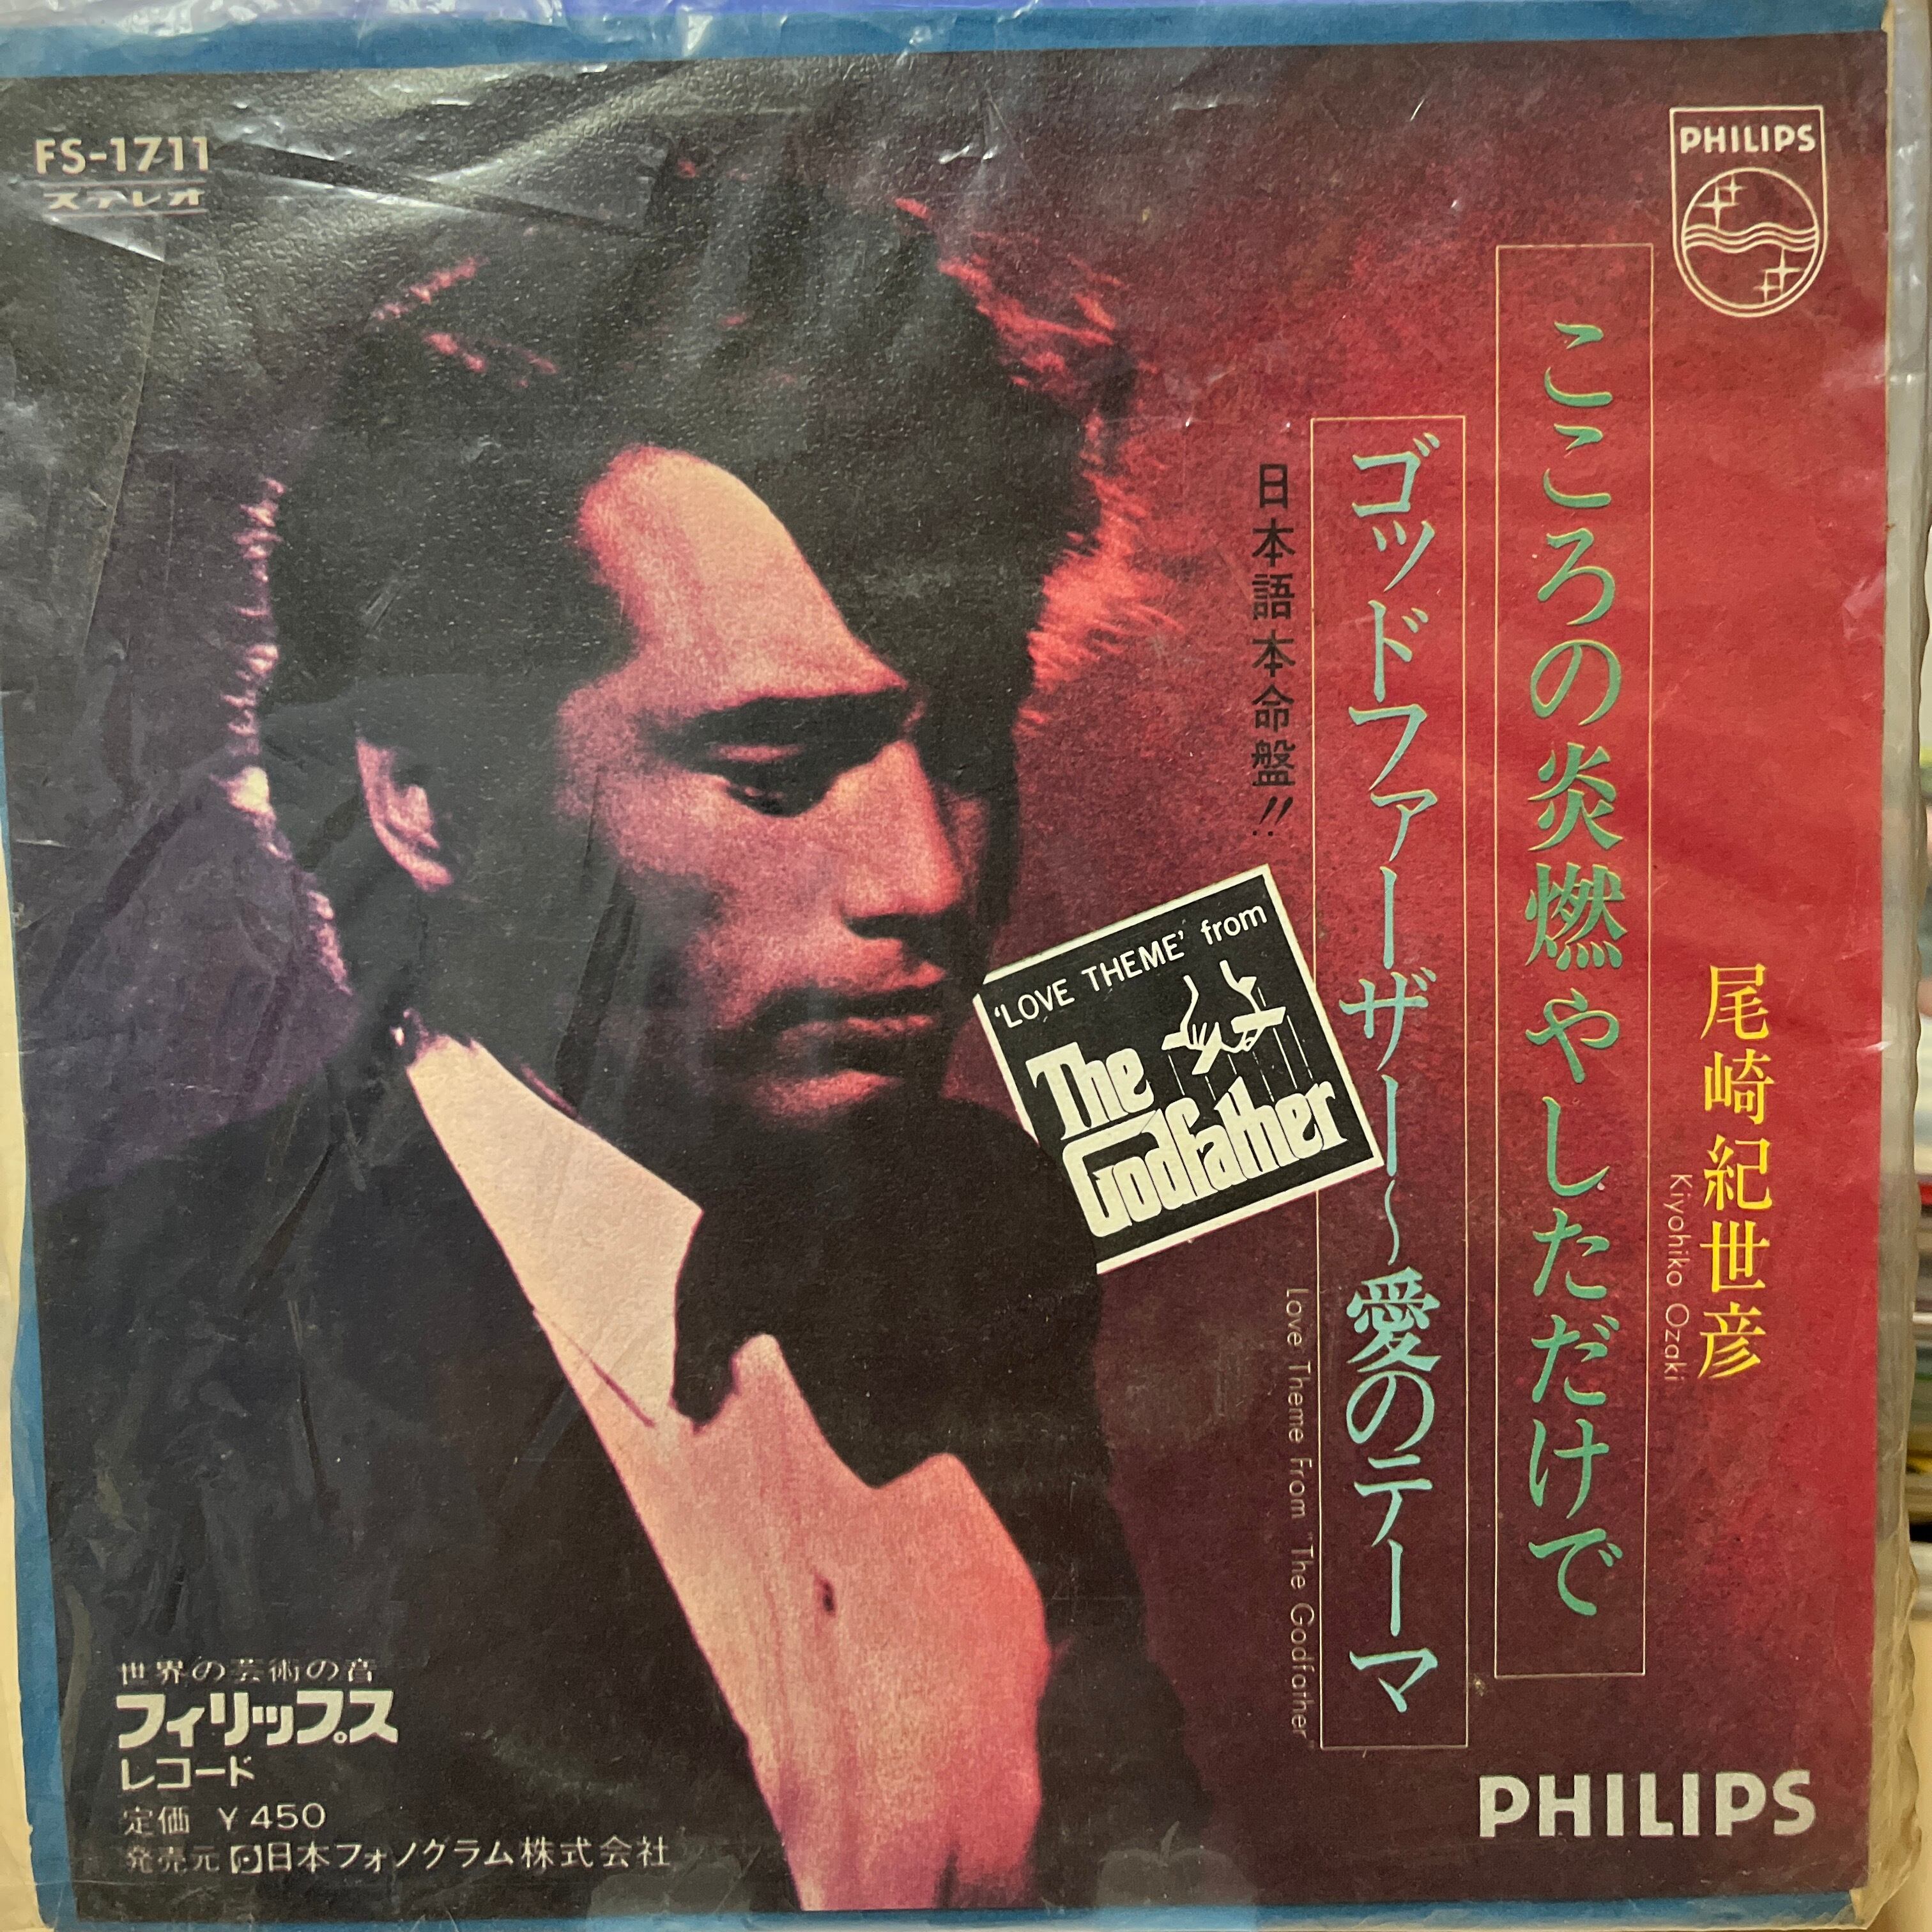 FS-1711
ステレオ
PHILIPS
尾崎紀世彦
Kiyohiko Ozaki
こころの炎燃やしただけで
ゴッドファーザー〜愛のテーマ
Love Theme From "The Godfather"
日本語本命盤!!
'LOVE THEME' from
The
Godfather
世界の芸術の音
フィリップス
レコード
定価 ¥450
発売元 日本フォノグラム株式会社
PHILIPS